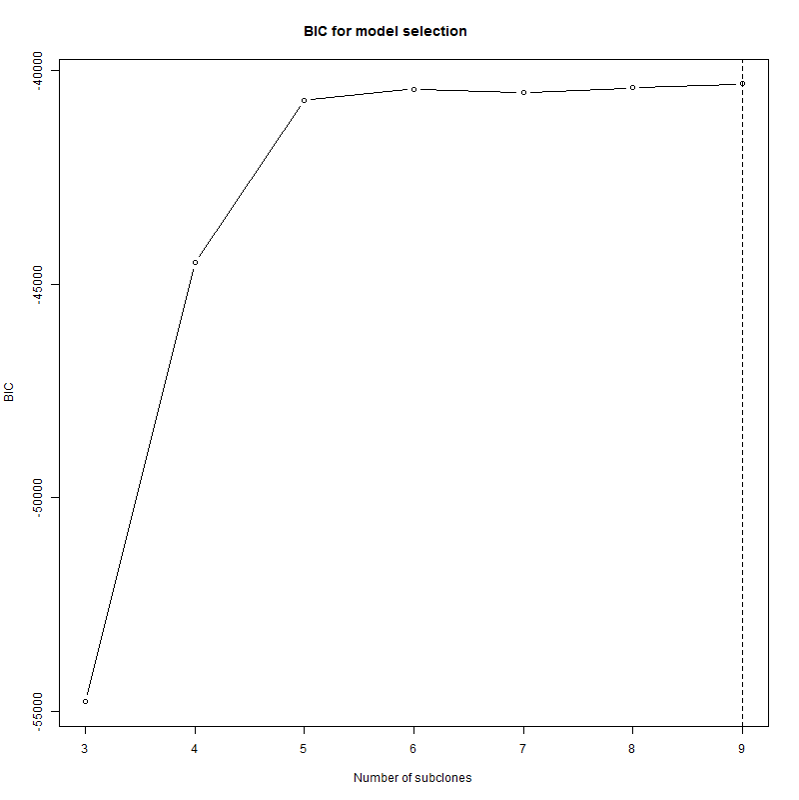 BIC for model selection
-40000
-45000
-50000
-55000
BIC
3 4 5 6 7 8 9
Number of subclones